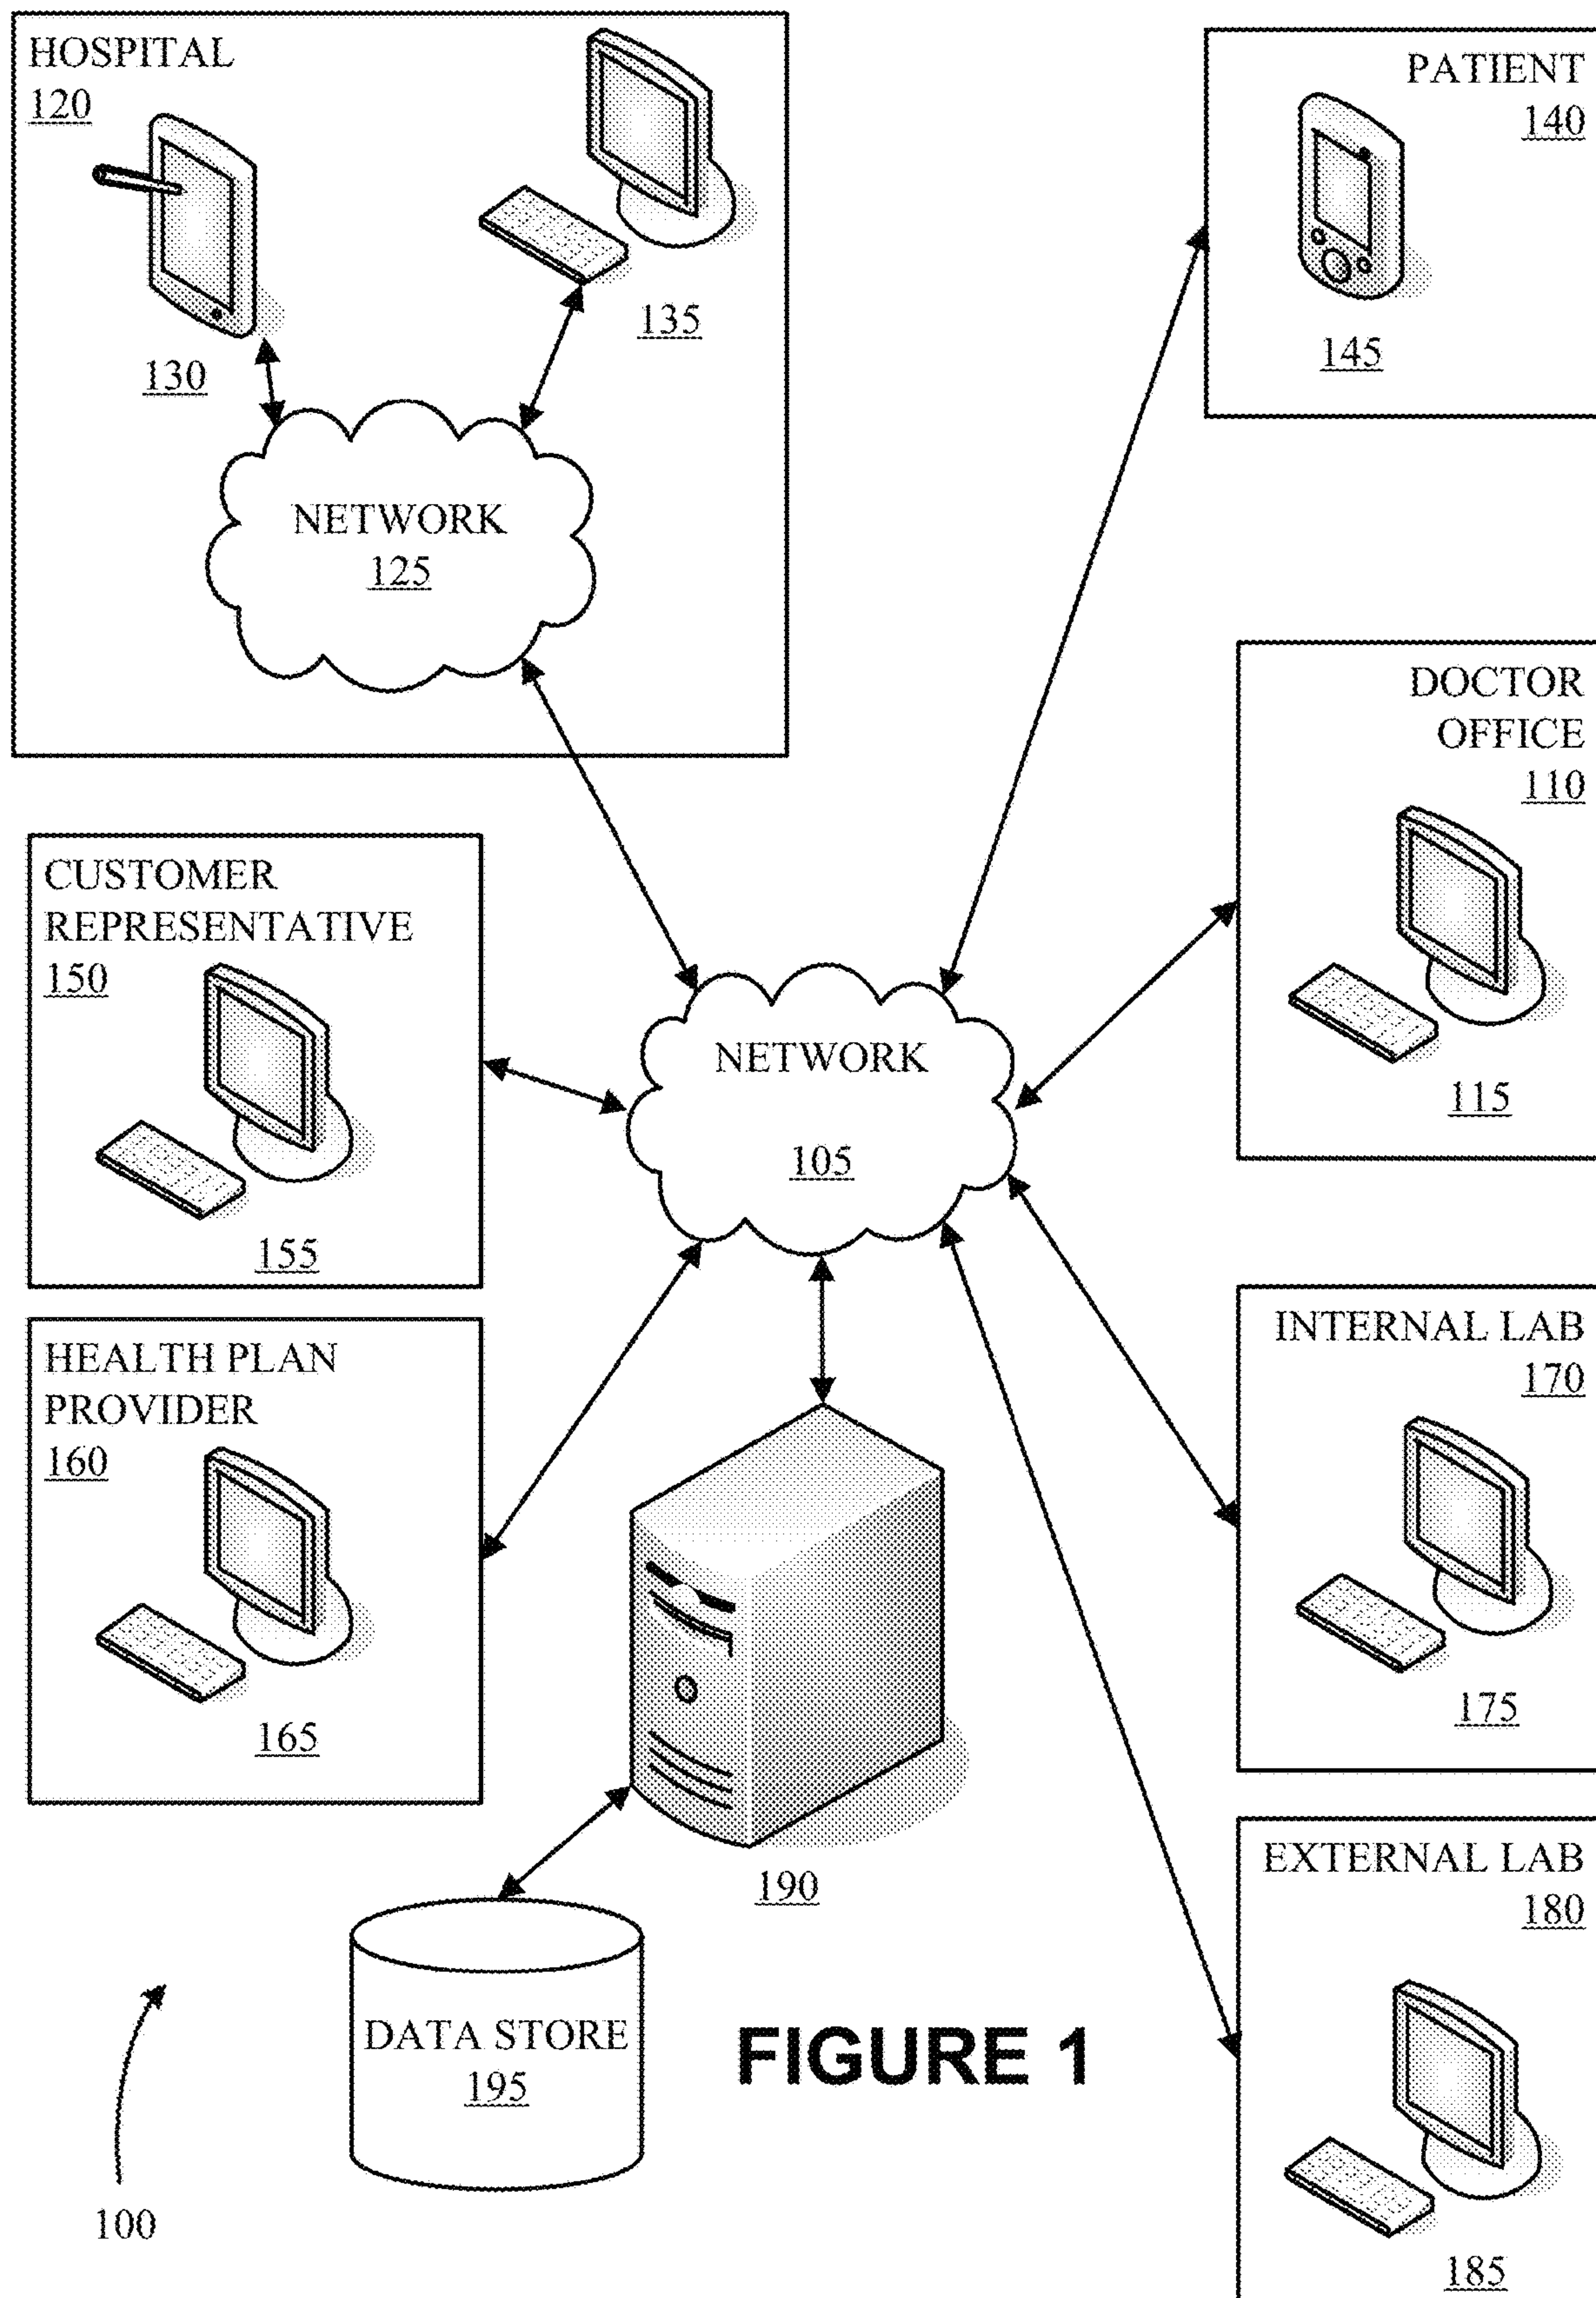 HOSPITAL
120
130
135
NETWORK
125
PATIENT
140
145
DOCTOR
OFFICE
110
115
CUSTOMER
REPRESENTATIVE
150
155
NETWORK
105
HEALTH PLAN
PROVIDER
160
165
INTERNAL LAB
170
175
190
EXTERNAL LAB
180
185
DATA STORE
195
FIGURE 1
100